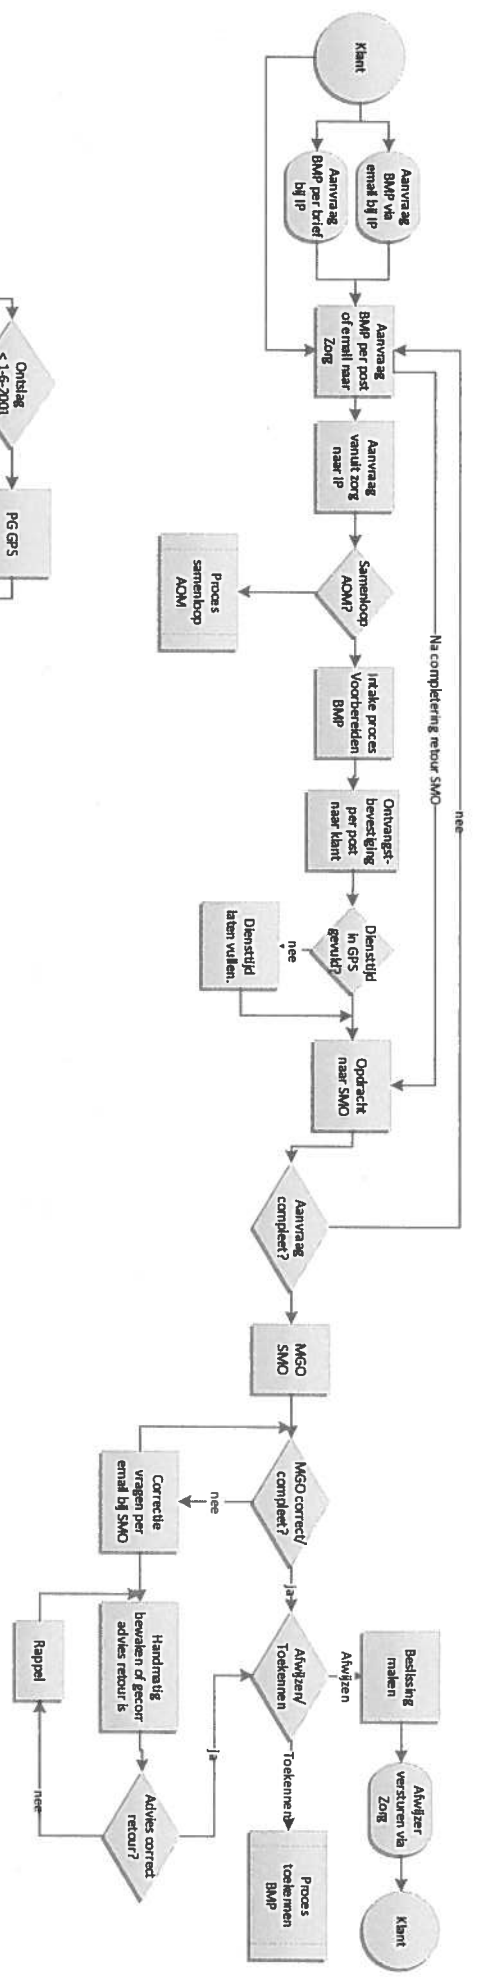 Klant
Aanvraag
BMP via
email bij IP
Aanvraag
BMP per brief
bij IP
Aanvraag
BMP per post
of email naar
Zorg
Aanvraag
vanuit zorg
naar IP
Samenloop
AOM?
Proces
samenloop
AOM
Intake proces
Voorbereiden
BMP
Ontvangst-
bevestiging
per post
naar klant
Diensttijd
in GPS
gevuld?
nee
Diensttijd
laten vullen.
Opdracht
naar SMO
Na completering retour SMO
nee
Aanvraag
compleet?
MGO
SMO
MGO correct/
compleet?
nee
ja
Correctie
vragen per
email bij SMO
Handmatig
bewaken of gecorr
advies retour is
Rappel
nee
Advies correct
retour?
ja
Afwijzen/
Toekennen
Afwijzen
Toekennen
Beslissing
maken
Afwijzer
versturen via
Zorg
Klant
Proces
toekennen
BMP
Ontslag
< 1-6-2001
PG GPS